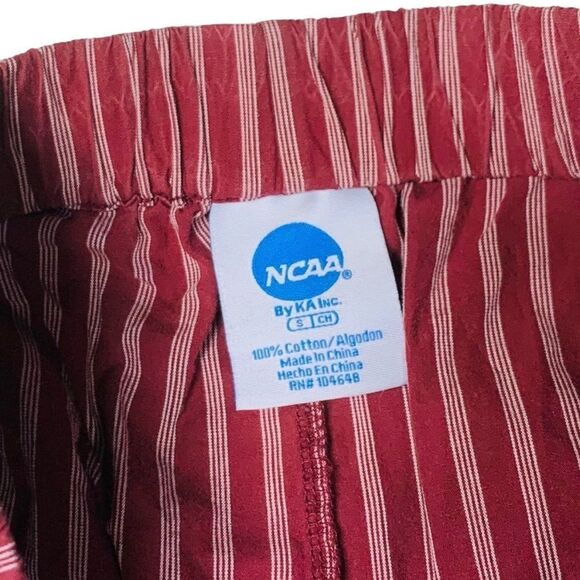 NCAA®
By KA Inc.
S CH
100% Cotton/Algodon
Made In China
Hecho En China
RN# 104648